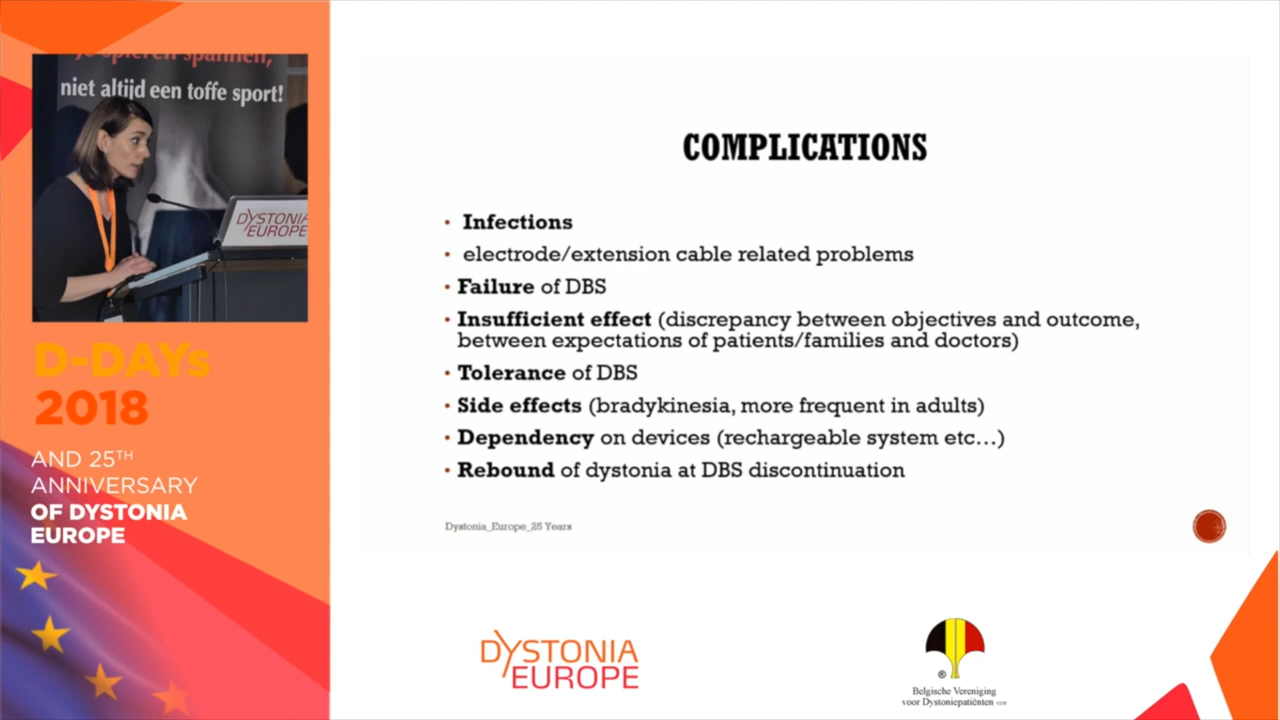 niet altijd een toffe sport!
DYSTONIA
EUROPE
D-DAYs
2018
AND 25TH
ANNIVERSARY
OF DYSTONIA
EUROPE
COMPLICATIONS
• Infections
• electrode/extension cable related problems
• Failure of DBS
• Insufficient effect (discrepancy between objectives and outcome,
between expectations of patients/families and doctors)
• Tolerance of DBS
• Side effects (bradykinesia, more frequent in adults)
• Dependency on devices (rechargeable system etc...)
• Rebound of dystonia at DBS discontinuation
Dystonia_Europe_25 Years
DYSTONIA
EUROPE
®
Belgische Vereniging
voor Dystoniepatiënten vzw